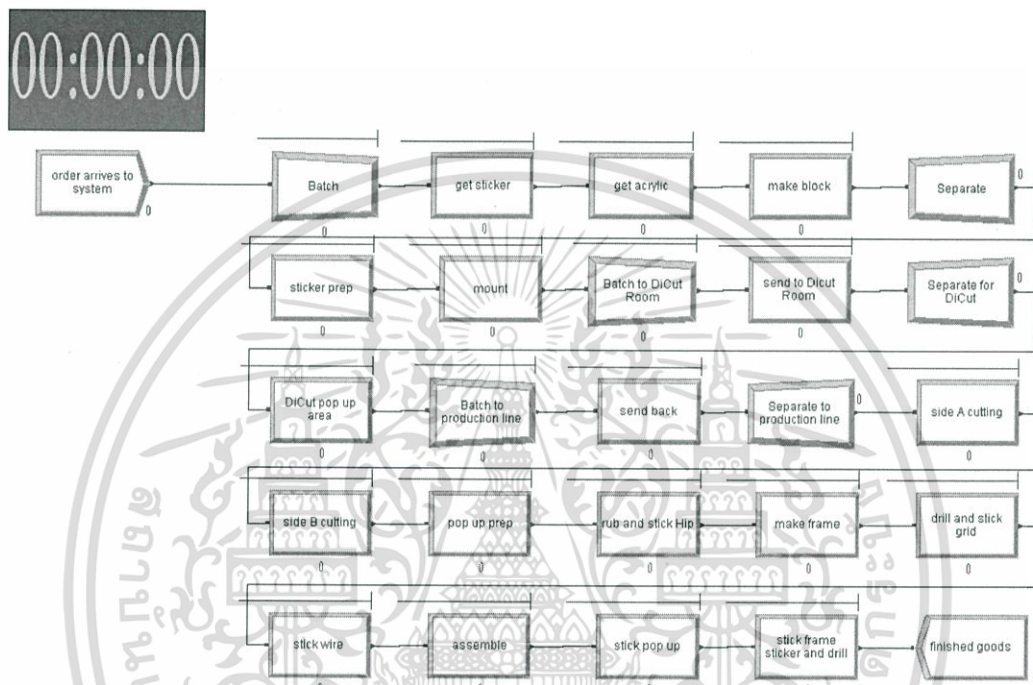 00:00:00
order arrives to
system
0
Batch
0
get sticker
0
get acrylic
0
make block
0
Separate
0
sticker prep
0
mount
0
Batch to DiCut
Room
0
send to Dicut
Room
0
Separate for
DiCut
0
DiCut pop up
area
0
Batch to
production line
0
send back
0
Separate to
production line
0
side A cutting
0
side B cutting
0
pop up prep
0
rub and stick Hip
0
make frame
0
drill and stick
grid
0
stick wire
assemble
stick pop up
stick frame
sticker and drill
finished goods